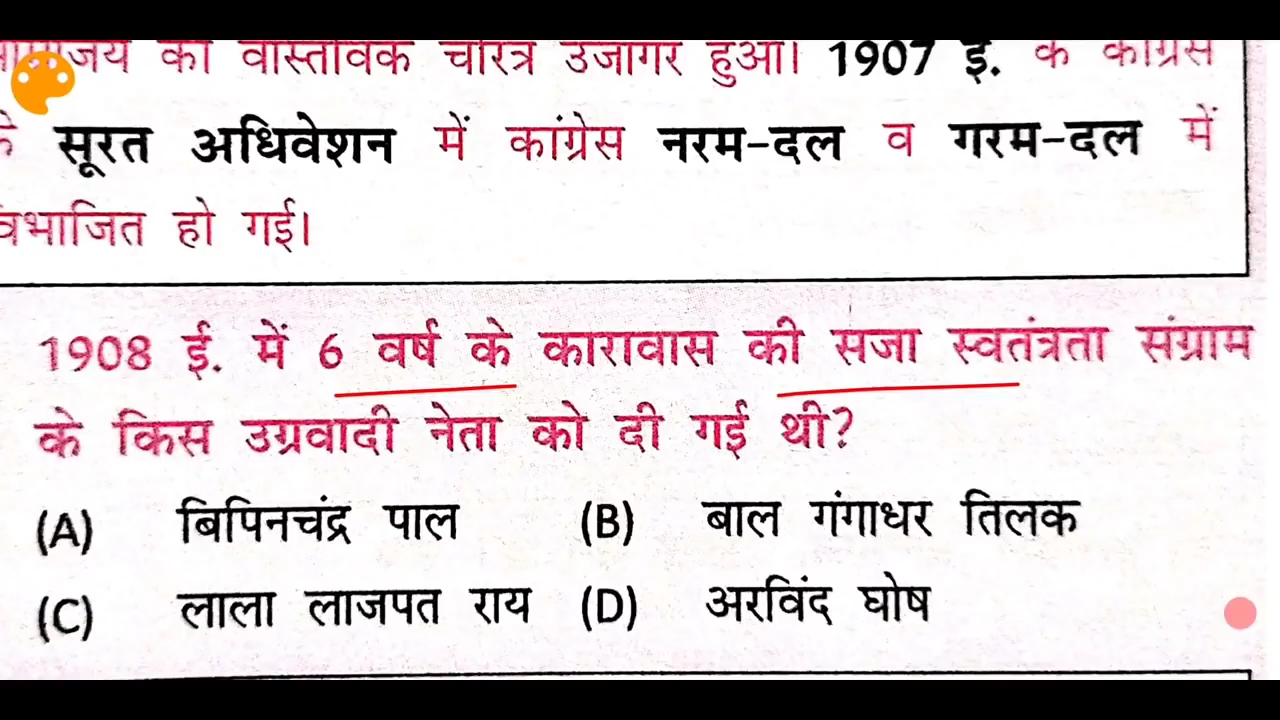 का वास्तविक चरित्र उजागर हुआ। 1907 ई. के कांग्रेस
के सूरत अधिवेशन में कांग्रेस नरम-दल व गरम-दल में
विभाजित हो गई।
1908 ई. में 6 वर्ष के कारावास की सजा स्वतंत्रता संग्राम
के किस उग्रवादी नेता को दी गई थी?
(A) बिपिनचंद्र पाल (B) बाल गंगाधर तिलक
(C) लाला लाजपत राय (D) अरविंद घोष